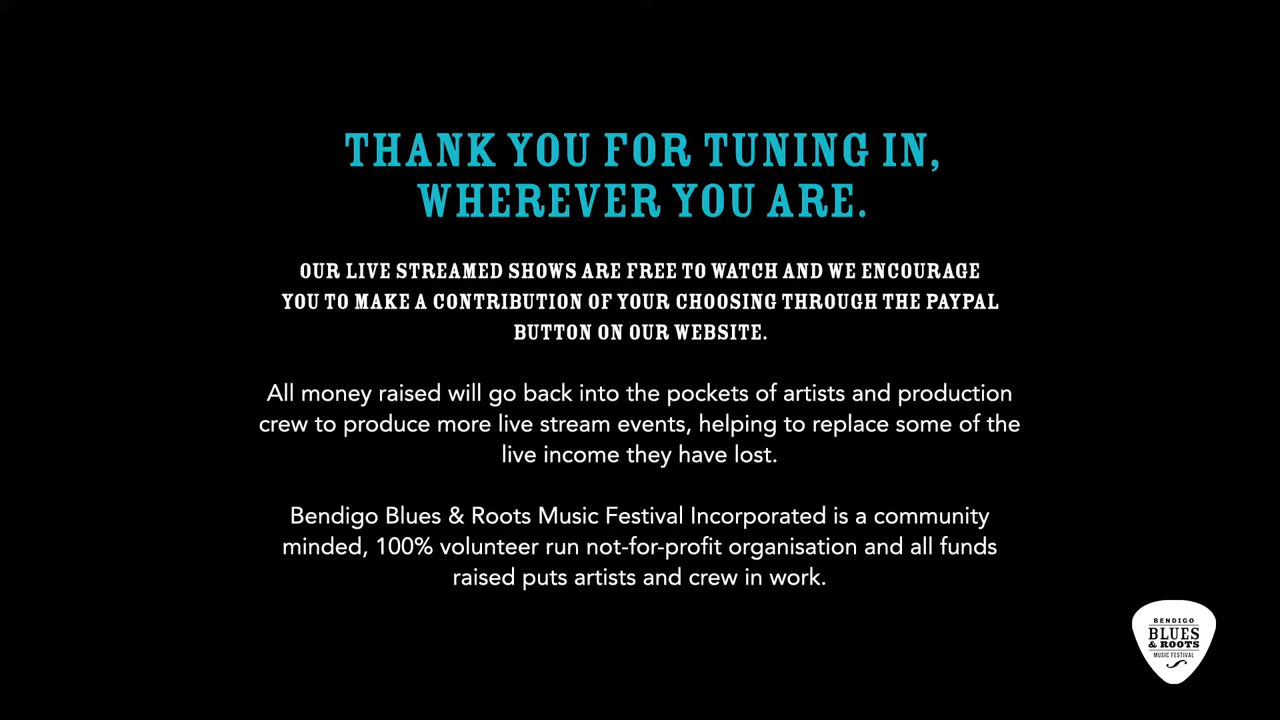 THANK YOU FOR TUNING IN,
WHEREVER YOU ARE.
OUR LIVE STREAMED SHOWS ARE FREE TO WATCH AND WE ENCOURAGE
YOU TO MAKE A CONTRIBUTION OF YOUR CHOOSING THROUGH THE PAYPAL
BUTTON ON OUR WEBSITE.
All money raised will go back into the pockets of artists and production
crew to produce more live stream events, helping to replace some of the
live income they have lost.
Bendigo Blues & Roots Music Festival Incorporated is a community
minded, 100% volunteer run not-for-profit organisation and all funds
raised puts artists and crew in work.
BENDIGO
BLUES
& ROOTS
MUSIC FESTIVAL